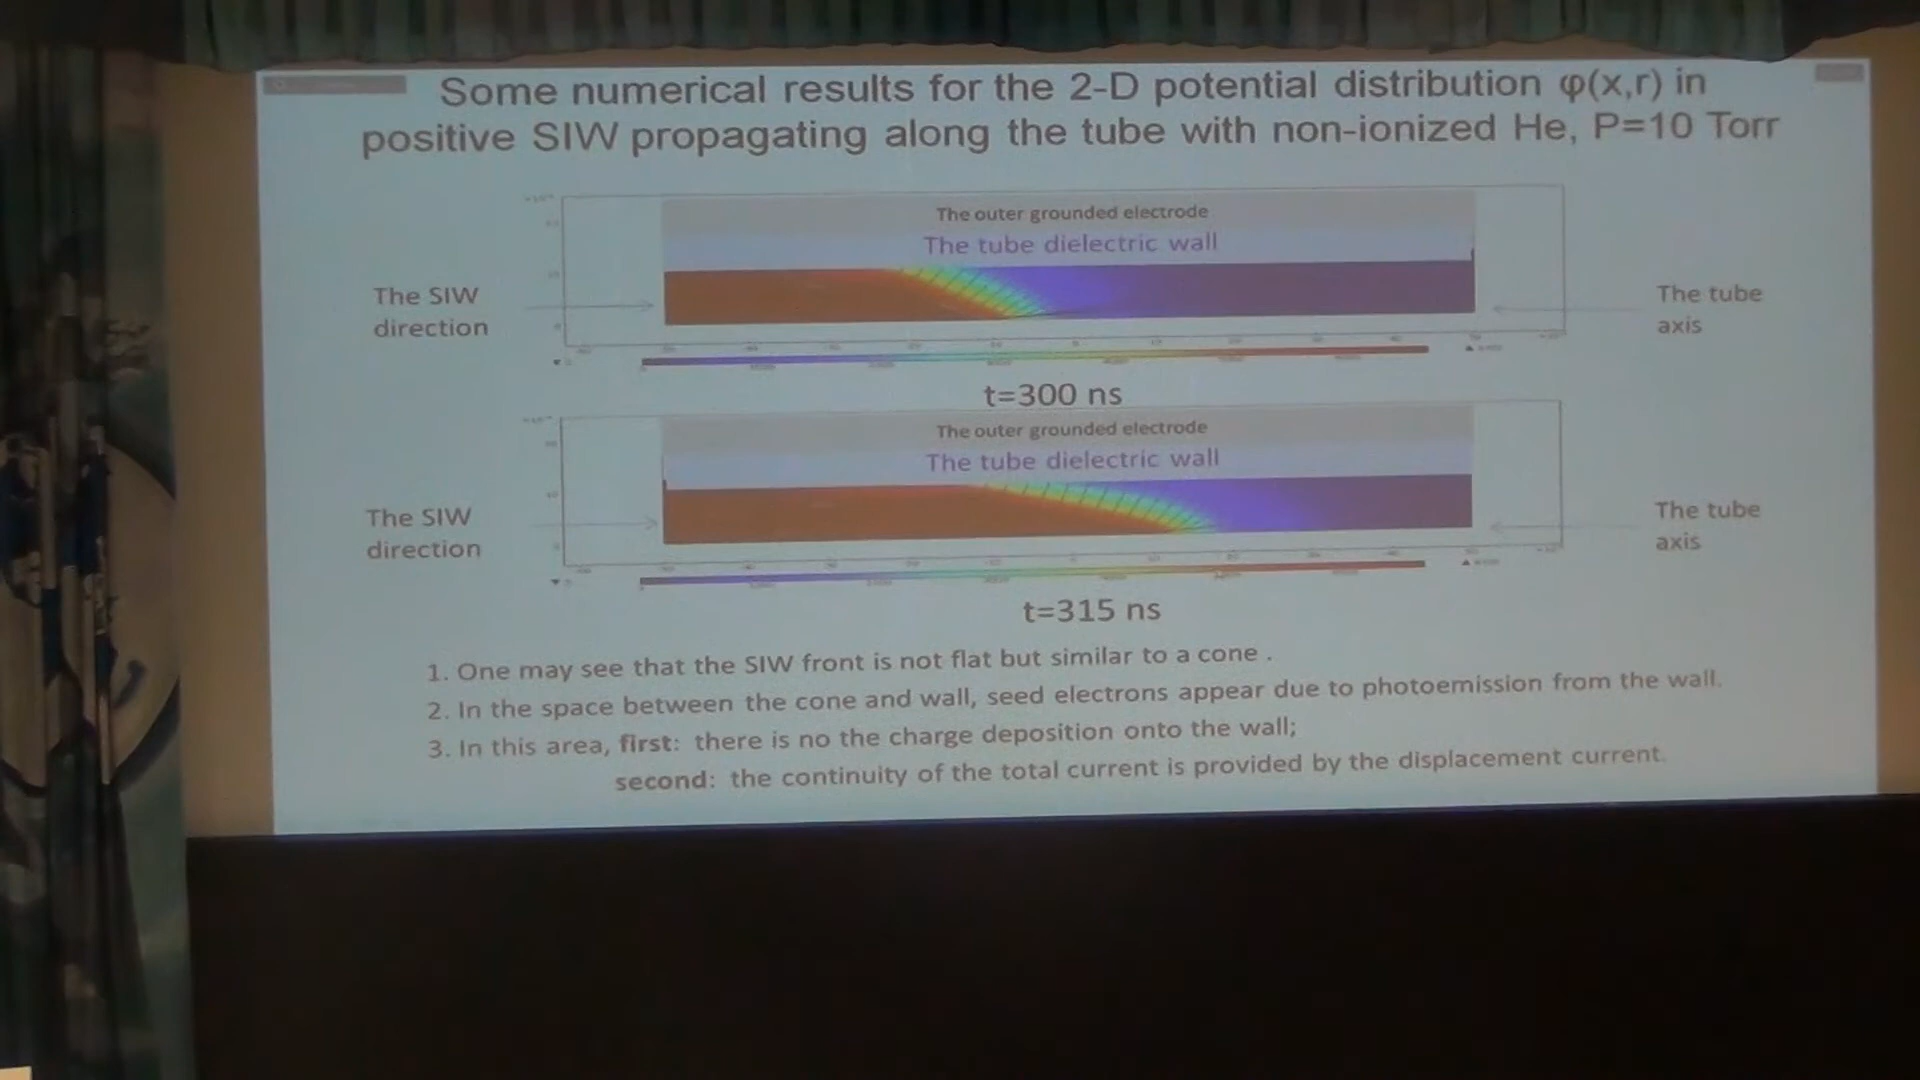 Some numerical results for the 2-D potential distribution φ(x,r) in
positive SIW propagating along the tube with non-ionized He, P=10 Torr
The outer grounded electrode
The tube dielectric wall
The SIW
direction
The tube
axis
t=300 ns
The outer grounded electrode
The tube dielectric wall
The SIW
direction
The tube
axis
t=315 ns
1. One may see that the SIW front is not flat but similar to a cone .
2. In the space between the cone and wall, seed electrons appear due to photoemission from the wall.
3. In this area, first: there is no the charge deposition onto the wall;
second: the continuity of the total current is provided by the displacement current.